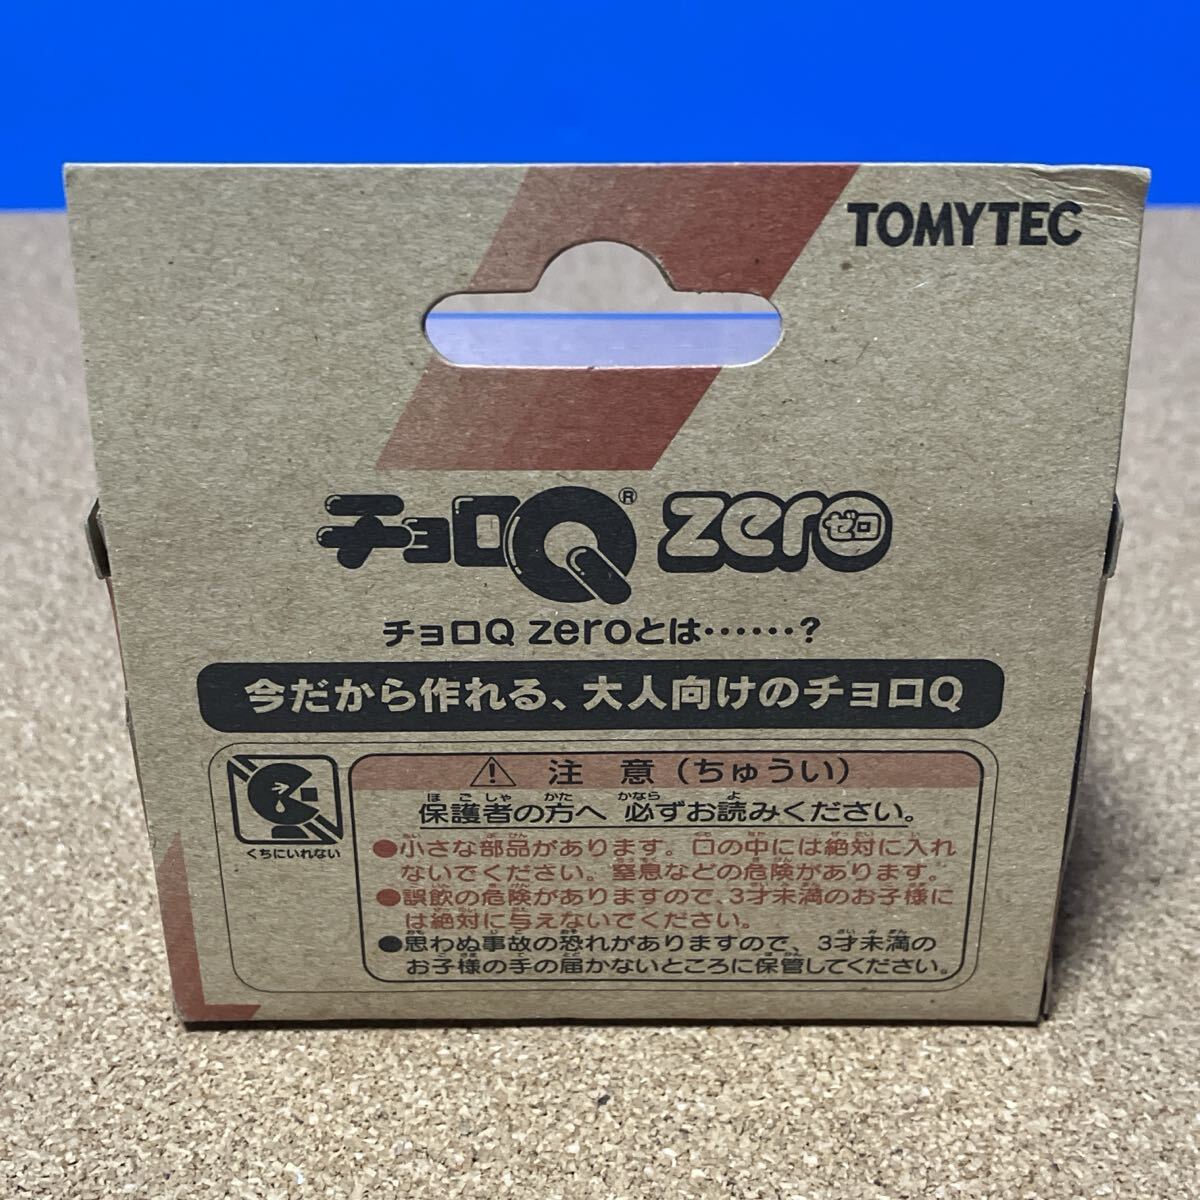 TOMYTEC
チョロQ® zero ゼロ
チョロQ zeroとは……?
今だから作れる、大人向けのチョロQ
くちにいれない
注 意（ちゅうい）
保護者の方へ 必ずお読みください。
●小さな部品があります。口の中には絶対に入れ
ないでください。窒息などの危険があります。
●誤飲の危険がありますので、3才未満のお子様に
は絶対に与えないでください。
●思わぬ事故の恐れがありますので、3才未満の
お子様の手の届かないところに保管してください。